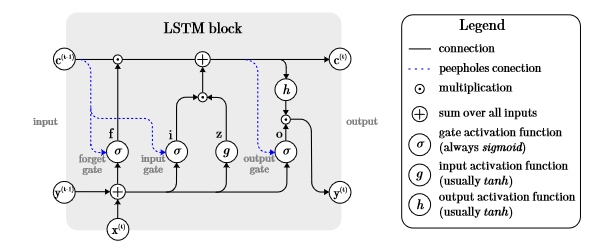 LSTM block
c(t-1)
c(t)
h
input
output
f
i
z
o
σ
σ
g
σ
forget
gate
input
gate
output
gate
y(t-1)
y(t)
x(t)
Legend
connection
peepholes conection
multiplication
sum over all inputs
σ
gate activation function
(always sigmoid)
g
input activation function
(usually tanh)
h
output activation function
(usually tanh)